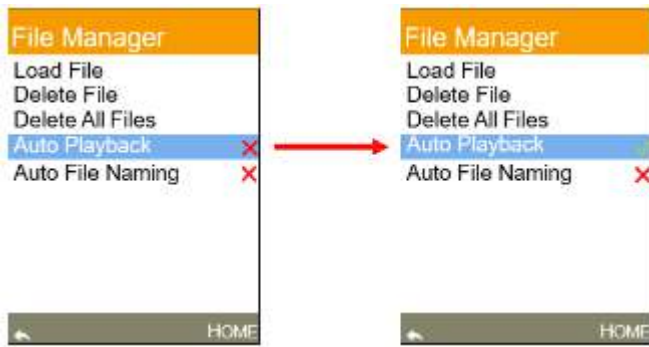 File Manager
Load File
Delete File
Delete All Files
Auto Playback
Auto File Naming
HOME
File Manager
Load File
Delete File
Delete All Files
Auto Playback
Auto File Naming
HOME